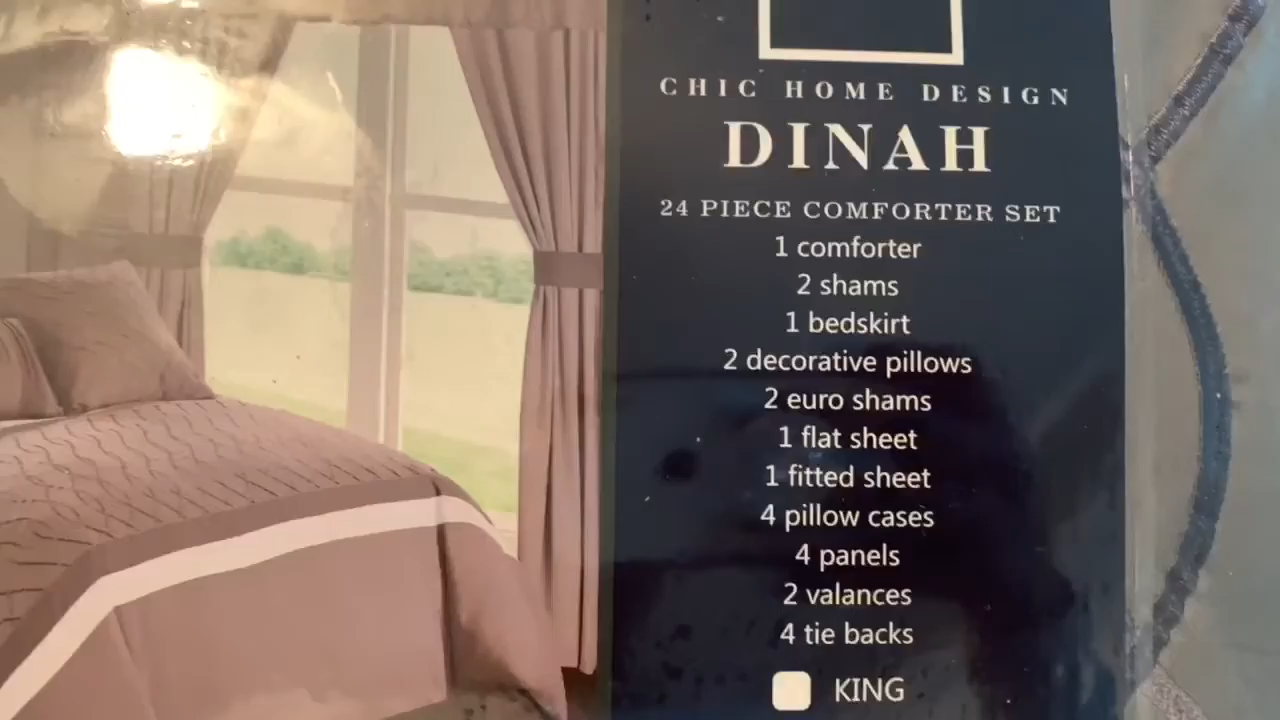 CHIC HOME DESIGN
DINAH
24 PIECE COMFORTER SET
1 comforter
2 shams
1 bedskirt
2 decorative pillows
2 euro shams
1 flat sheet
1 fitted sheet
4 pillow cases
4 panels
2 valances
4 tie backs
KING